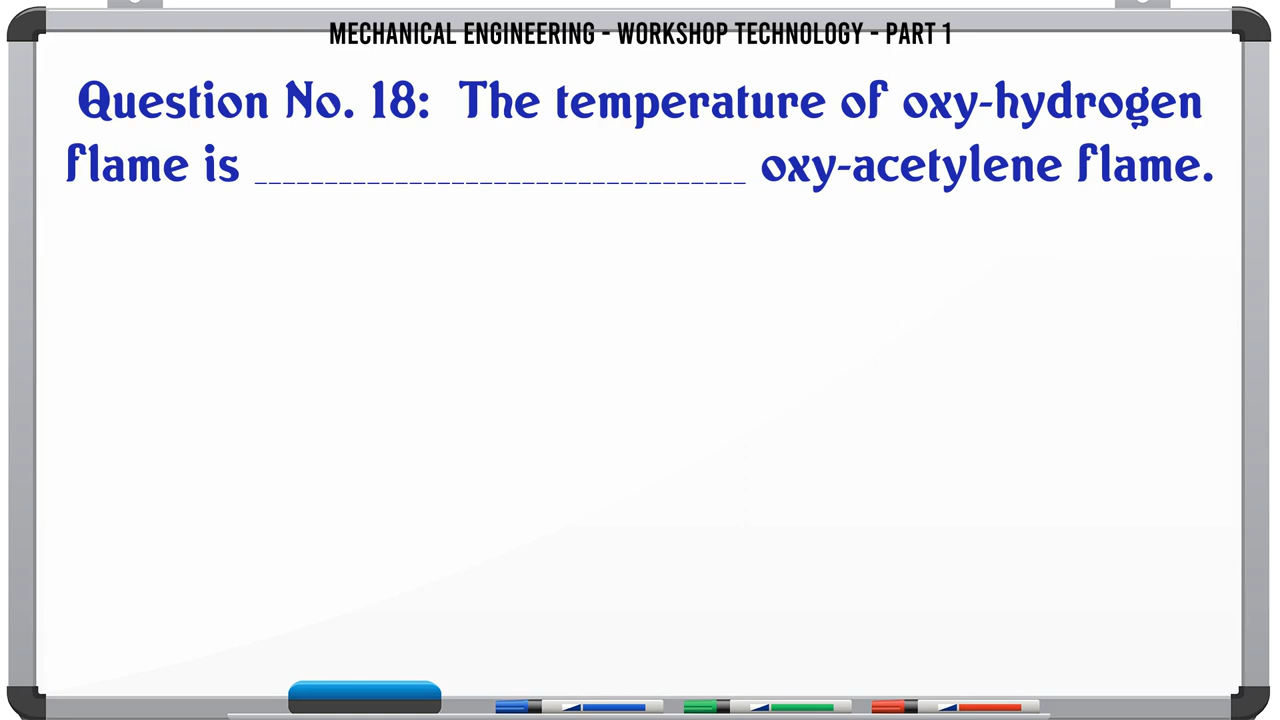 MECHANICAL ENGINEERING - WORKSHOP TECHNOLOGY - PART 1
Question No. 18: The temperature of oxy-hydrogen
flame is ___________________________________ oxy-acetylene flame.